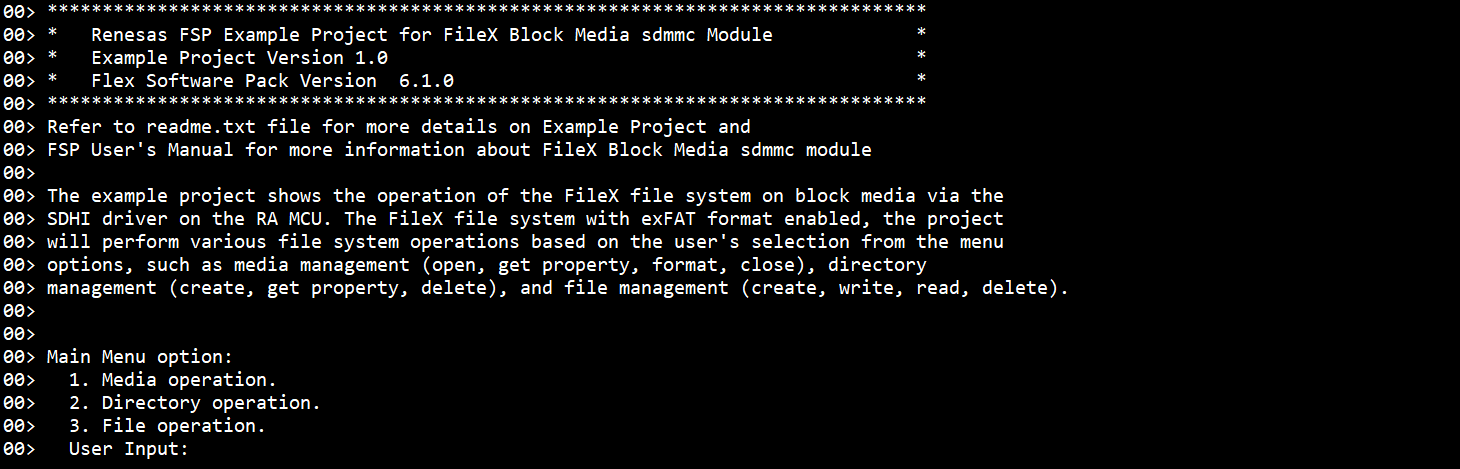 00> ********************************************************************************
00> *   Renesas FSP Example Project for FileX Block Media sdmmc Module             *
00> *   Example Project Version 1.0                                                *
00> *   Flex Software Pack Version  6.1.0                                          *
00> ********************************************************************************
00> Refer to readme.txt file for more details on Example Project and
00> FSP User's Manual for more information about FileX Block Media sdmmc module
00>
00> The example project shows the operation of the FileX file system on block media via the
00> SDHI driver on the RA MCU. The FileX file system with exFAT format enabled, the project
00> will perform various file system operations based on the user's selection from the menu
00> options, such as media management (open, get property, format, close), directory
00> management (create, get property, delete), and file management (create, write, read, delete).
00>
00>
00> Main Menu option:
00>   1. Media operation.
00>   2. Directory operation.
00>   3. File operation.
00>   User Input: